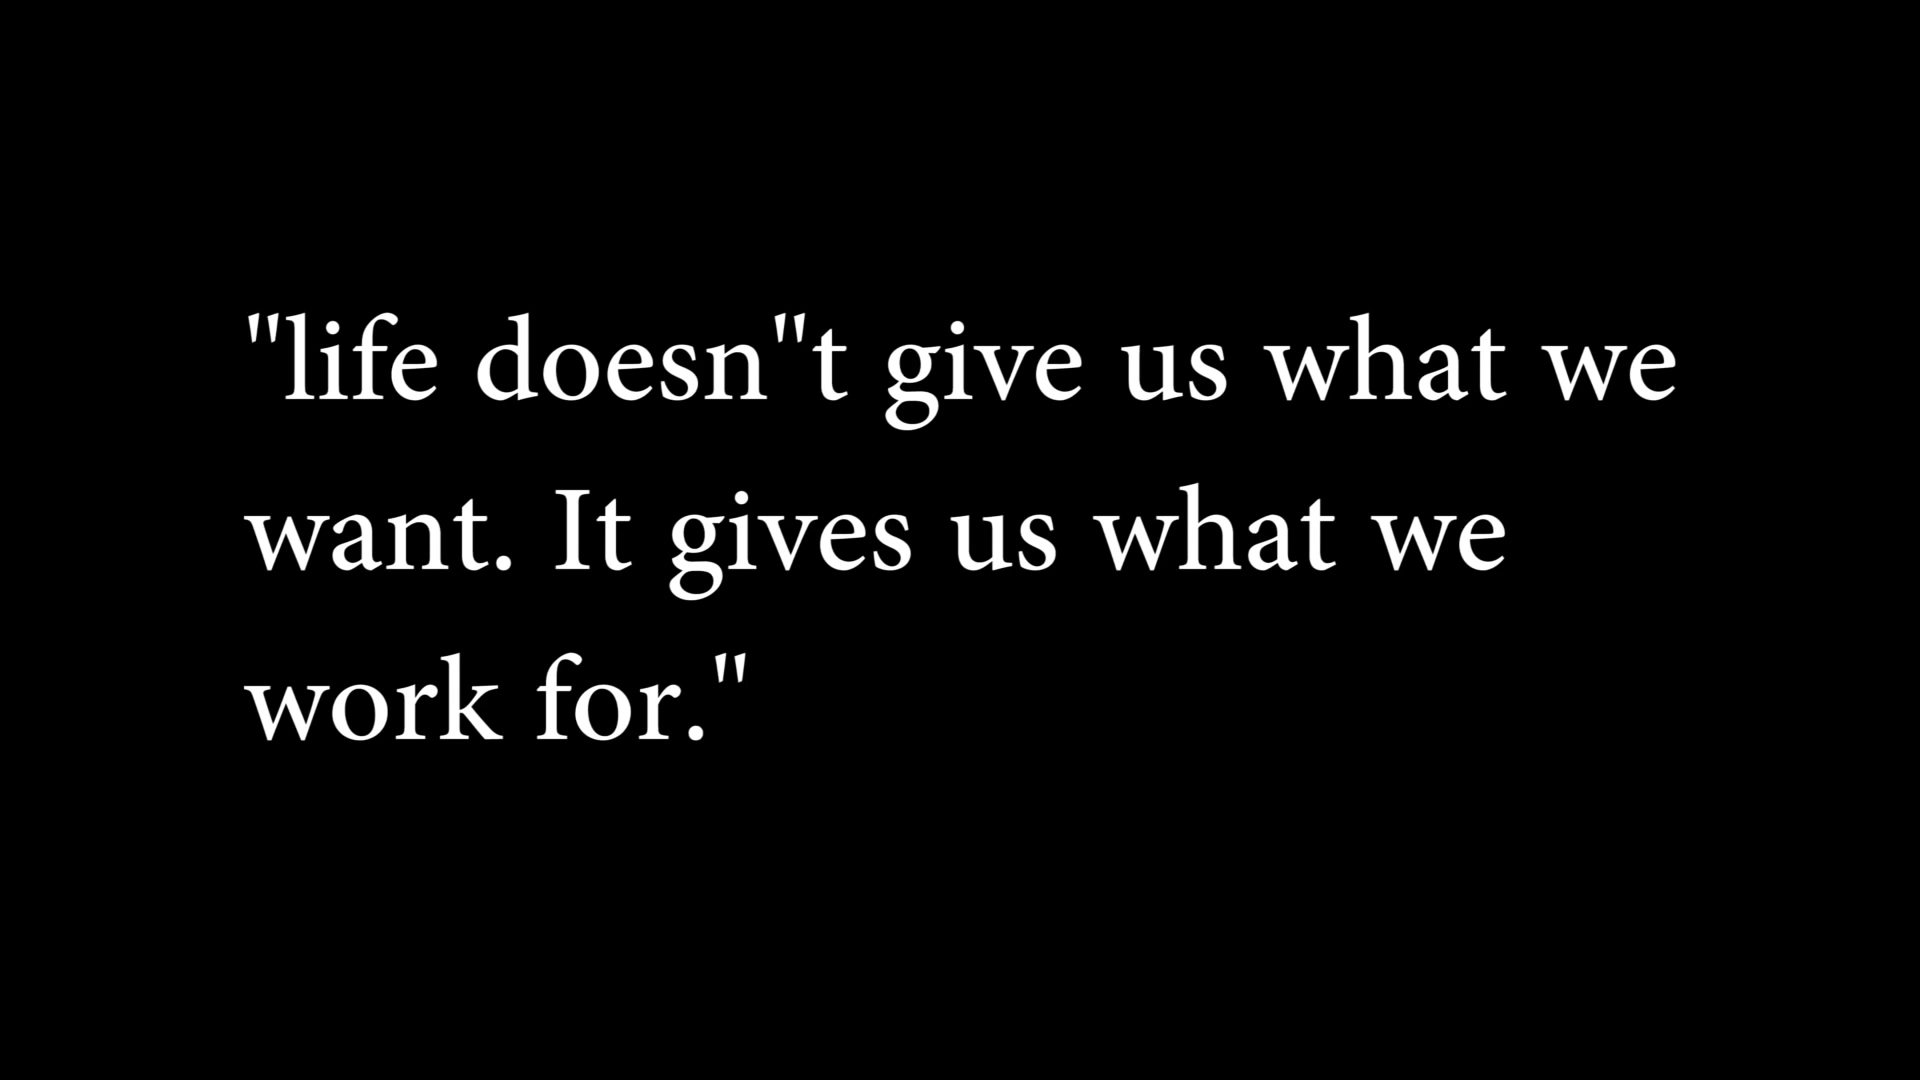 "life doesn"t give us what we
want. It gives us what we
work for."